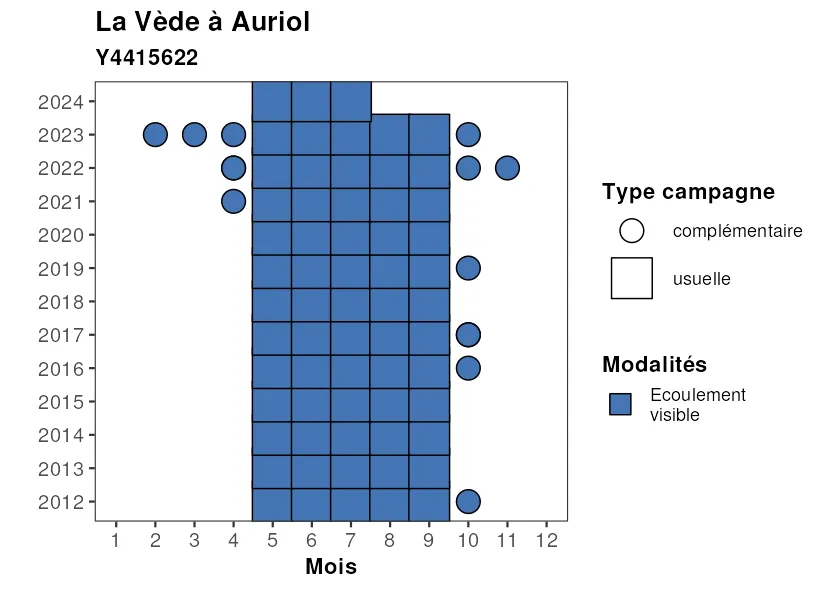 La Vède à Auriol
Y4415622
2024
2023
2022
2021
2020
2019
2018
2017
2016
2015
2014
2013
2012
1 2 3 4 5 6 7 8 9 10 11 12
Mois
Type campagne
complémentaire
usuelle
Modalités
Ecoulement
visible